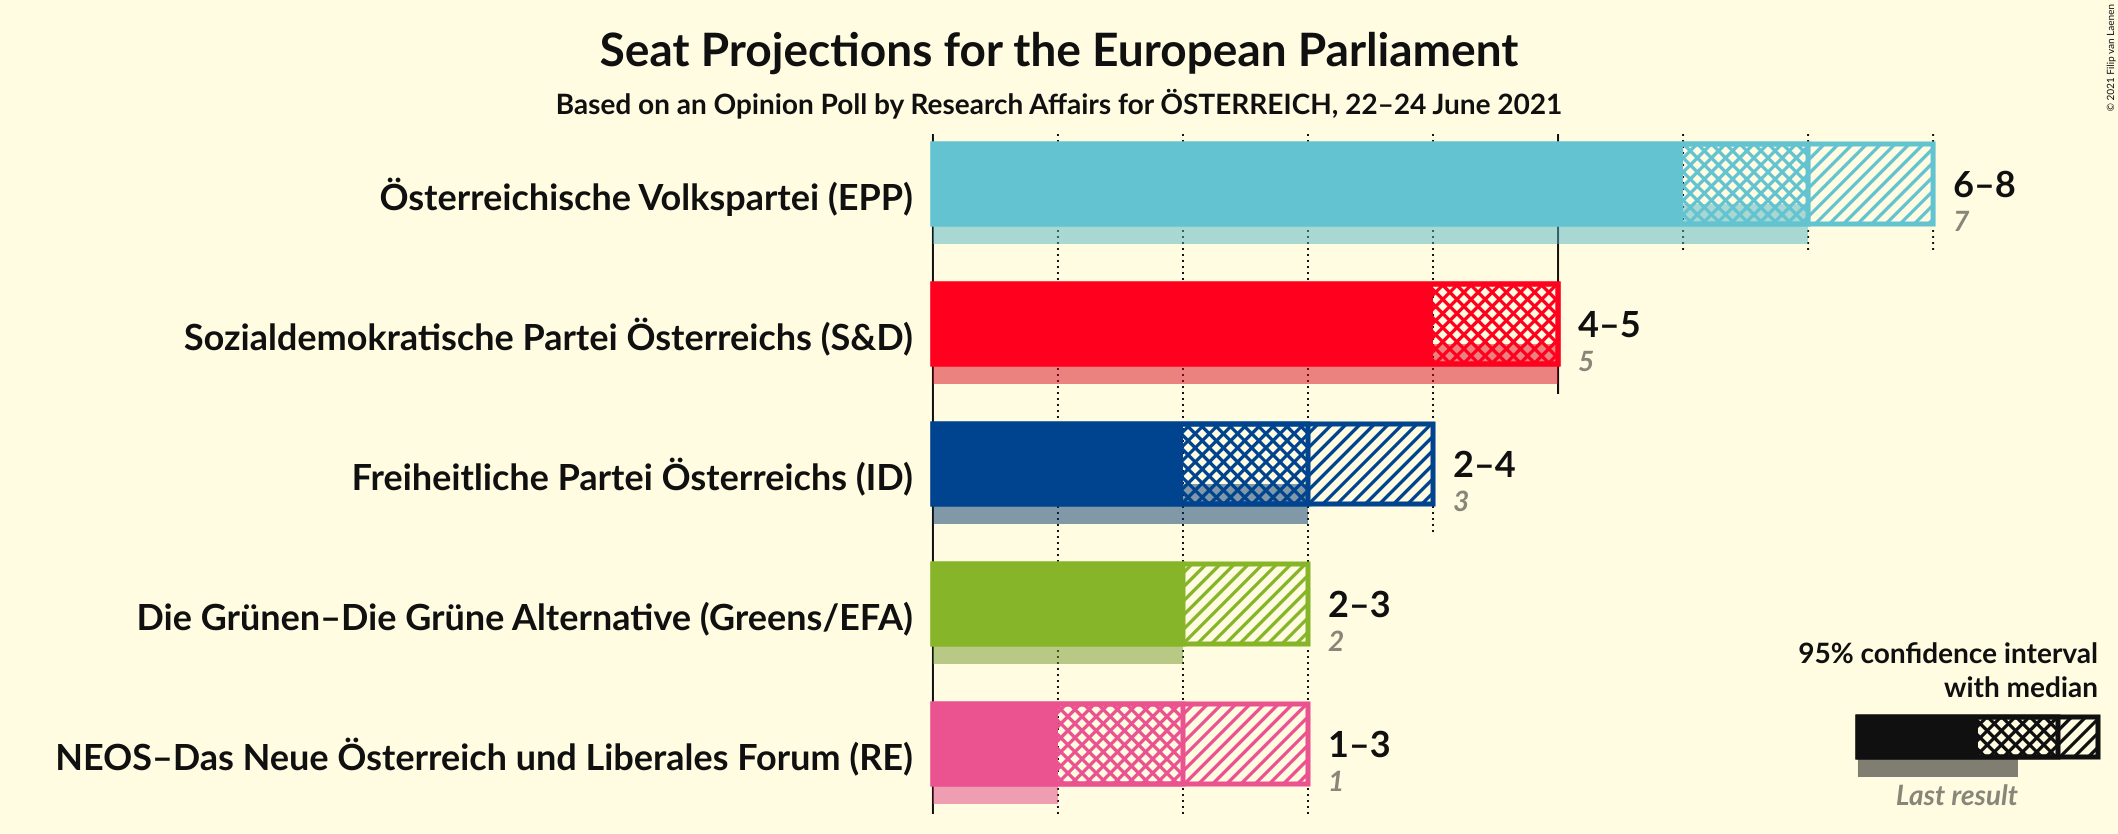 Seat Projections for the European Parliament
Based on an Opinion Poll by Research Affairs for ÖSTERREICH, 22–24 June 2021
© 2021 Filip van Laenen
Österreichische Volkspartei (EPP)
6–8
7
Sozialdemokratische Partei Österreichs (S&D)
4–5
5
Freiheitliche Partei Österreichs (ID)
2–4
3
Die Grünen–Die Grüne Alternative (Greens/EFA)
2–3
2
NEOS–Das Neue Österreich und Liberales Forum (RE)
1–3
1
95% confidence interval
with median
Last result